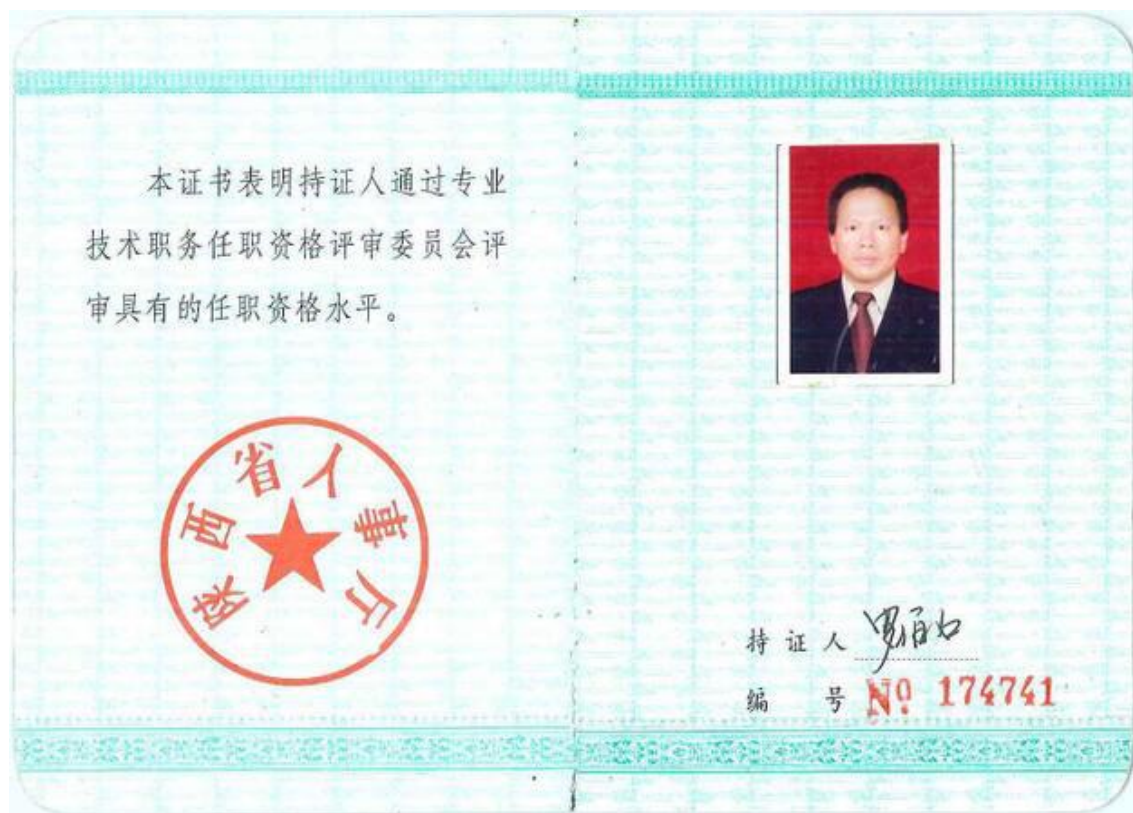 本证书表明持证人通过专业
技术职务任职资格评审委员会评
审具有的任职资格水平。
陕西省人事厅
持证人
编 号 № 174741